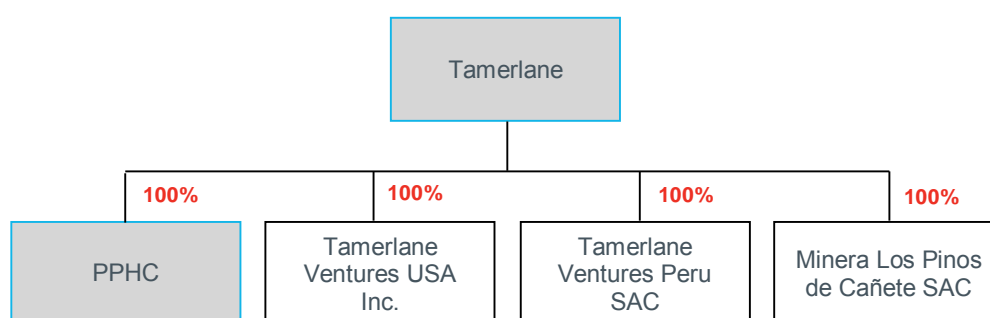 Tamerlane
100%
100%
100%
100%
PPHC
Tamerlane
Ventures USA
Inc.
Tamerlane
Ventures Peru
SAC
Minera Los Pinos
de Cañete SAC